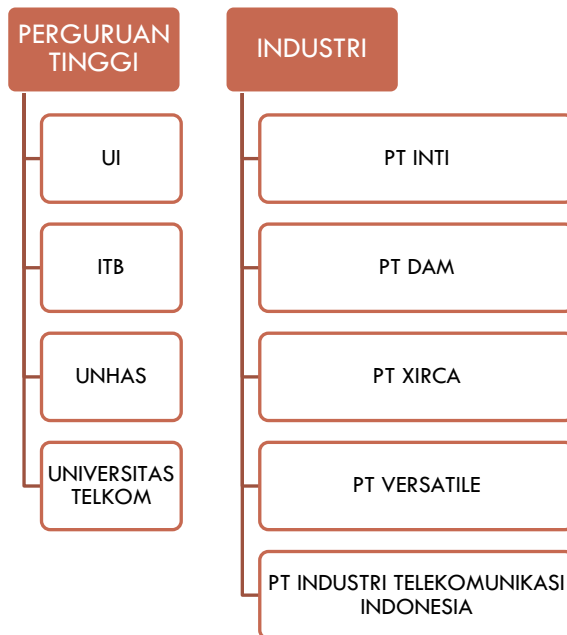 PERGURUAN
TINGGI
UI
ITB
UNHAS
UNIVERSITAS
TELKOM
INDUSTRI
PT INTI
PT DAM
PT XIRCA
PT VERSATILE
PT INDUSTRI TELEKOMUNIKASI
INDONESIA